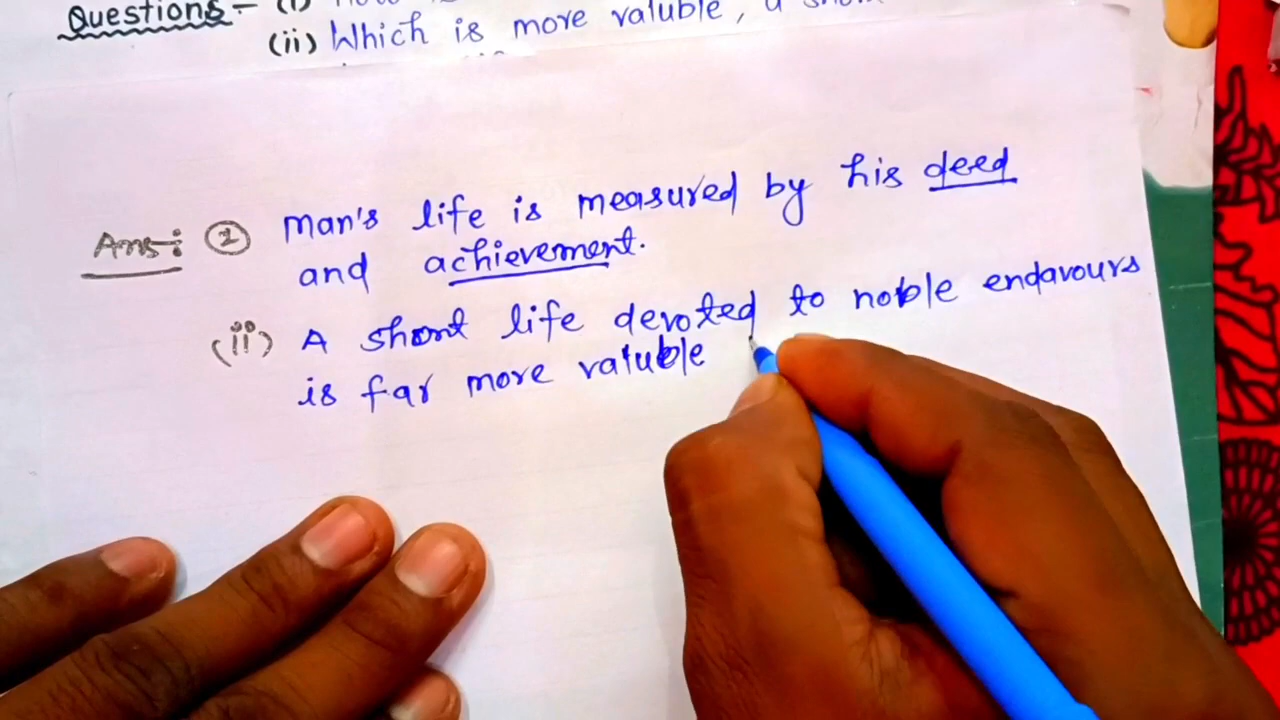 Questions:- (i)
(ii) Which is more valuble, a
Ans:- (1) Man's life is measured by his deed
and achievement.
(ii) A short life devoted to noble endavours
is far more valuble